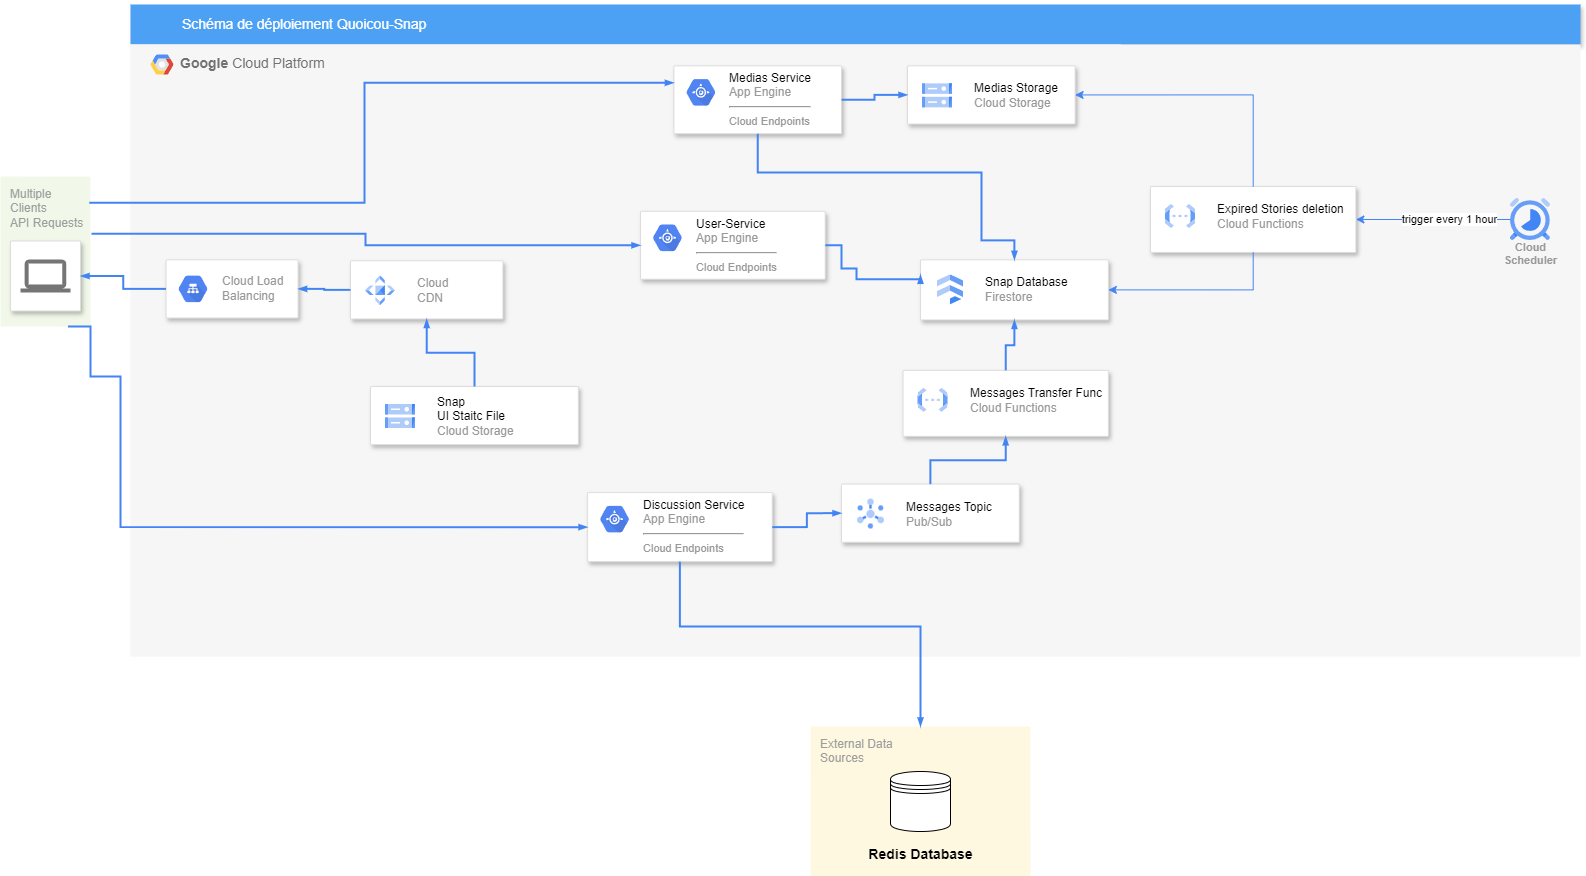 Schéma de déploiement Quoicou-Snap
Google Cloud Platform
Multiple
Clients
API Requests
Medias Service
App Engine
Cloud Endpoints
Medias Storage
Cloud Storage
User-Service
App Engine
Cloud Endpoints
Expired Stories deletion
Cloud Functions
trigger every 1 hour
Cloud
Scheduler
Cloud Load
Balancing
Cloud
CDN
Snap Database
Firestore
Snap
UI Staitc File
Cloud Storage
Messages Transfer Func
Cloud Functions
Discussion Service
App Engine
Cloud Endpoints
Messages Topic
Pub/Sub
External Data
Sources
Redis Database